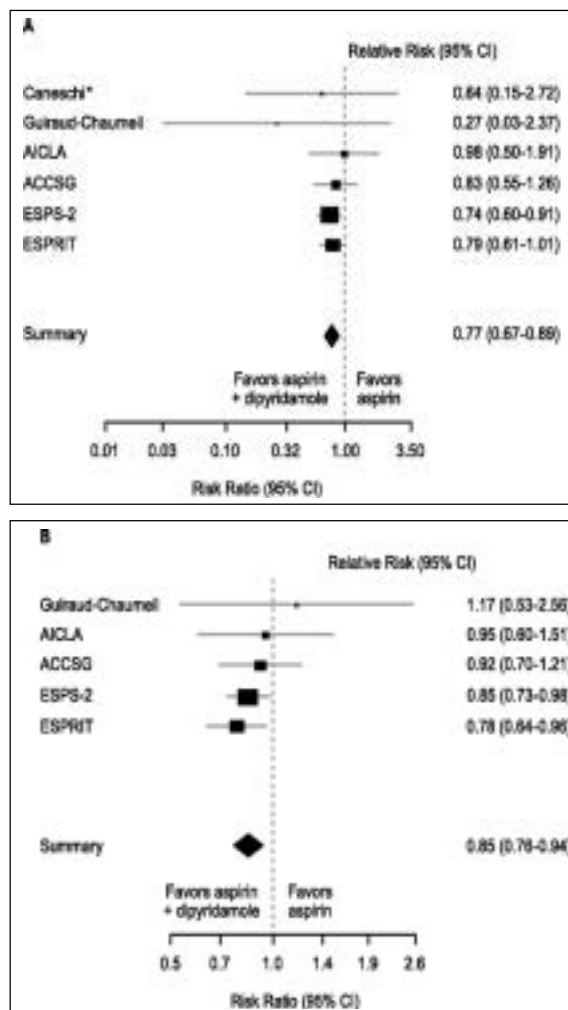 A
Relative Risk (95% CI)
Caneschi* 0.64 (0.15-2.72)
Guiraud-Chaumeil 0.27 (0.03-2.37)
AICLA 0.98 (0.50-1.91)
ACCSG 0.83 (0.55-1.26)
ESPS-2 0.74 (0.60-0.91)
ESPRIT 0.79 (0.61-1.01)
Summary 0.77 (0.67-0.89)
Favors aspirin Favors
+ dipyridamole aspirin
0.01 0.03 0.10 0.32 1.00 3.50
Risk Ratio (95% CI)
B
Relative Risk (95% CI)
Guiraud-Chaumeil 1.17 (0.53-2.56)
AICLA 0.95 (0.60-1.51)
ACCSG 0.92 (0.70-1.21)
ESPS-2 0.85 (0.73-0.98)
ESPRIT 0.78 (0.64-0.96)
Summary 0.85 (0.76-0.94)
Favors aspirin Favors
+ dipyridamole aspirin
0.5 0.7 1.0 1.4 1.9 2.6
Risk Ratio (95% CI)